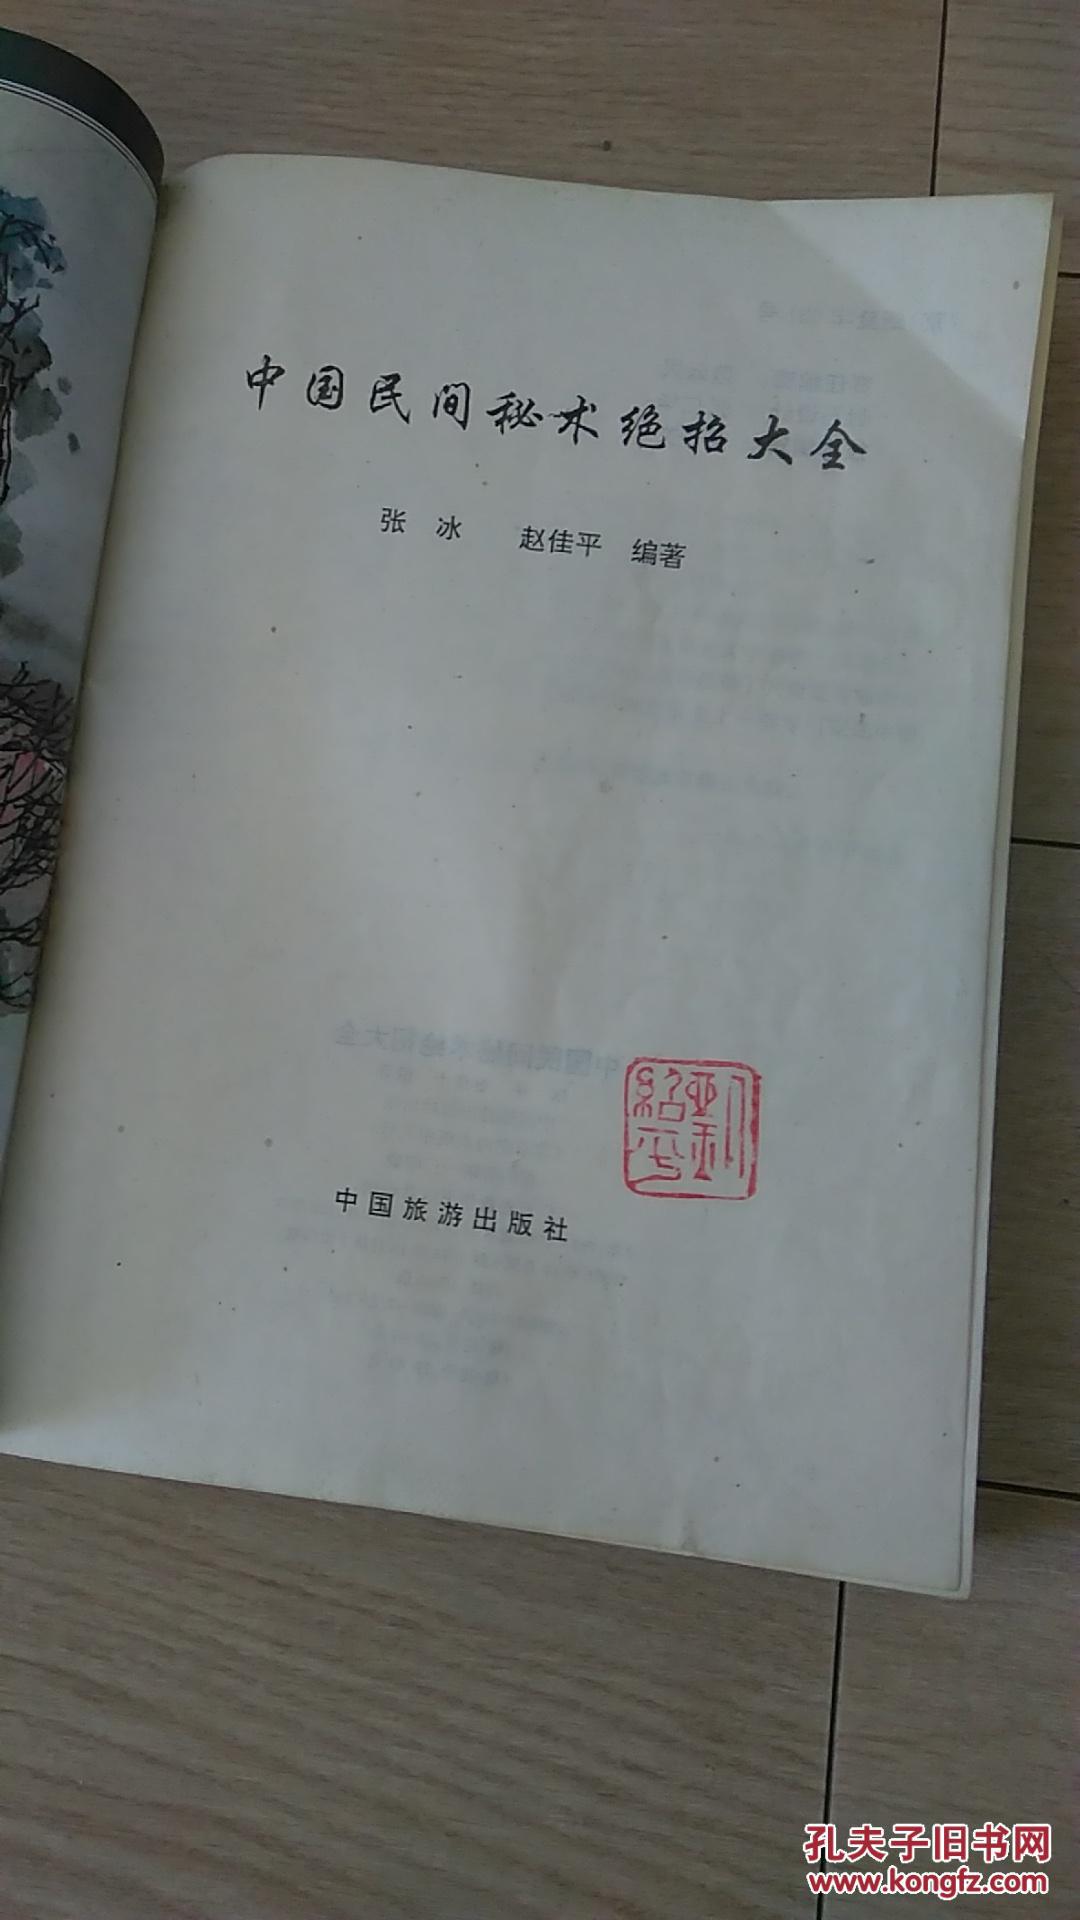 中国民间秘术绝招大全
张 冰 赵佳平 编著
中国旅游出版社
孔夫子旧书网
www.kongfz.com